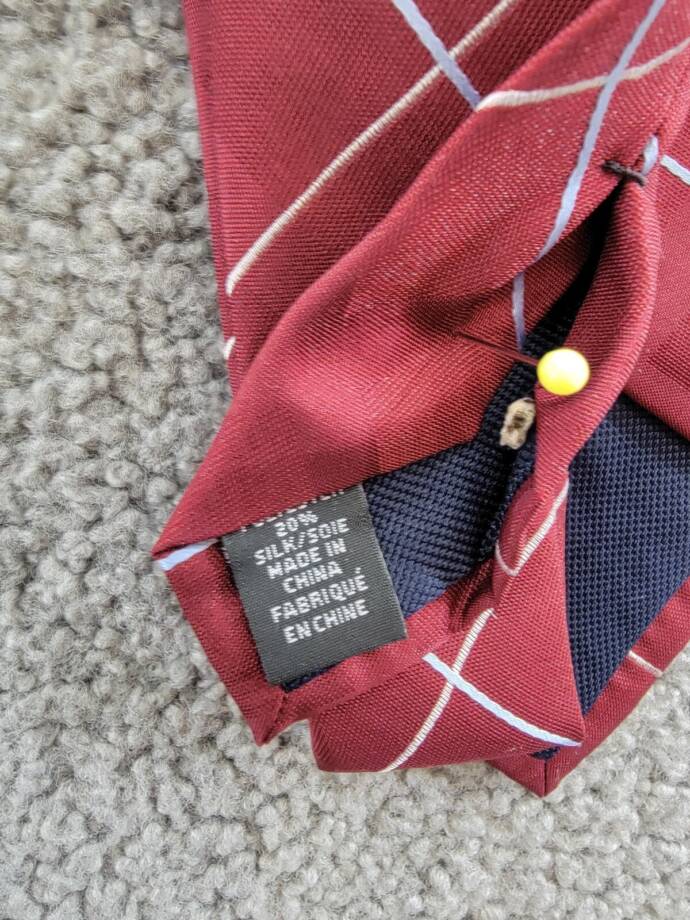 20%
SILK/SOIE
MADE IN
CHINA
FABRIQUÉ
EN CHINE